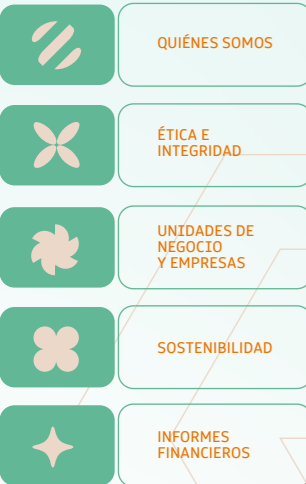 QUIÉNES SOMOS
ÉTICA E
INTEGRIDAD
UNIDADES DE
NEGOCIO
Y EMPRESAS
SOSTENIBILIDAD
INFORMES
FINANCIEROS